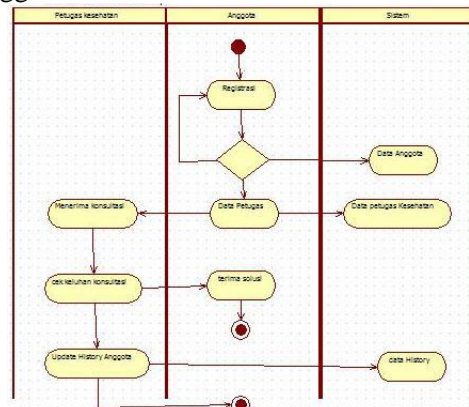 Petugas kesehatan
Anggota
Sistem
Registrasi
Data Anggota
Menerima konsultasi
Data Petugas
Data petugas Kesehatan
cek keluhan konsultasi
terima solusi
Update History Anggota
data History